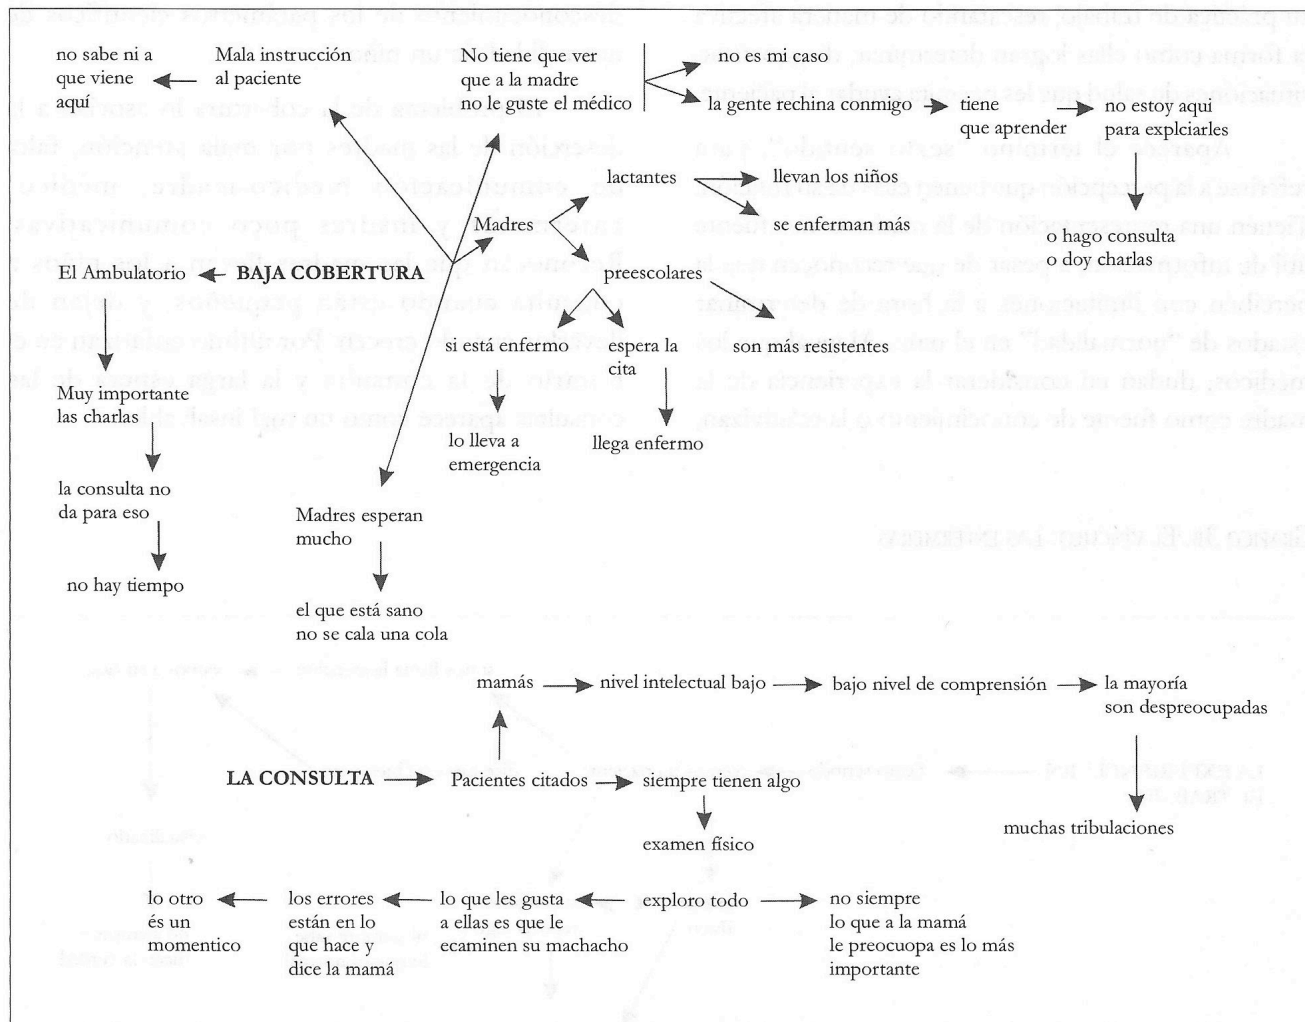 no sabe ni a
que viene
aquí
Mala instrucción
al paciente
No tiene que ver
que a la madre
no le guste el médico
no es mi caso
la gente rechina conmigo
tiene
que aprender
no estoy aqui
para explciarles
o hago consulta
o doy charlas
lactantes
llevan los niños
se enferman más
Madres
El Ambulatorio
BAJA COBERTURA
preescolares
si está enfermo
espera la
cita
son más resistentes
lo lleva a
emergencia
llega enfermo
Muy importante
las charlas
la consulta no
da para eso
no hay tiempo
Madres esperan
mucho
el que está sano
no se cala una cola
mamás
nivel intelectual bajo
bajo nivel de comprensión
la mayoría
son despreocupadas
muchas tribulaciones
LA CONSULTA
Pacientes citados
siempre tienen algo
examen físico
lo otro
és un
momentico
los errores
están en lo
que hace y
dice la mamá
lo que les gusta
a ellas es que le
ecaminen su machacho
exploro todo
no siempre
lo que a la mamá
le preocuopa es lo más
importante